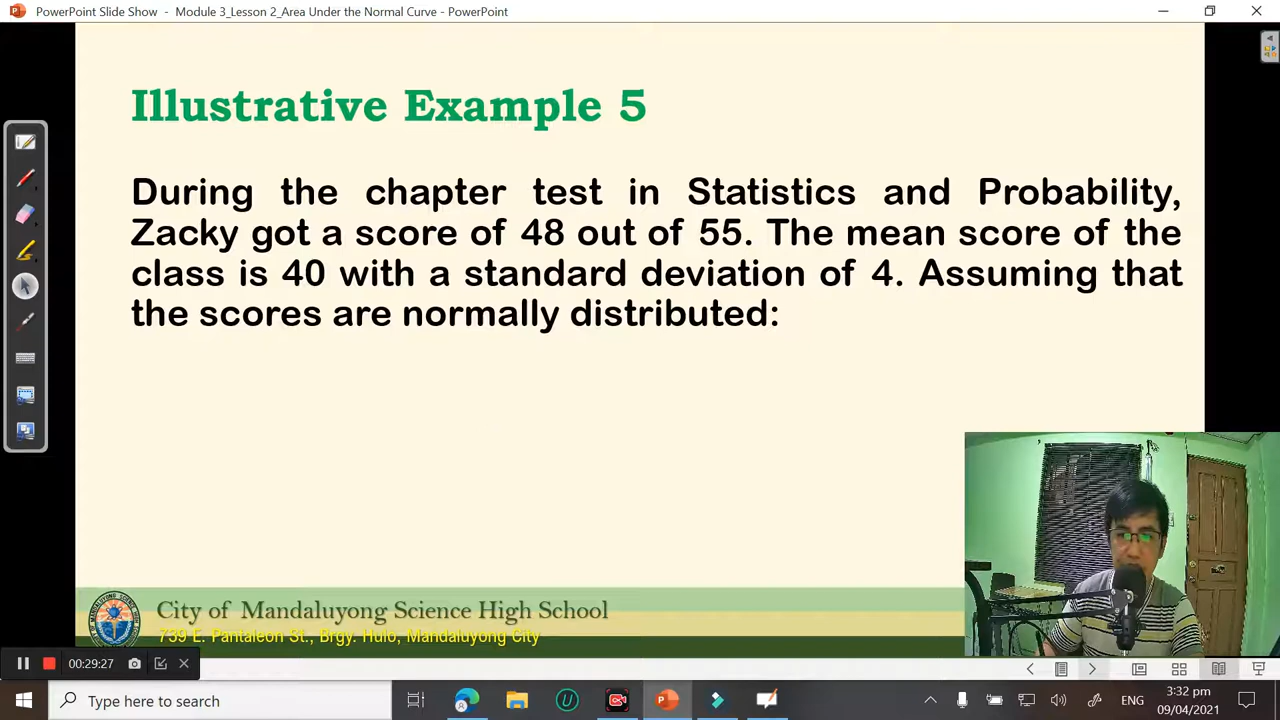 PowerPoint Slide Show - Module 3_Lesson 2_Area Under the Normal Curve - PowerPoint
Illustrative Example 5
During the chapter test in Statistics and Probability,
Zacky got a score of 48 out of 55. The mean score of the
class is 40 with a standard deviation of 4. Assuming that
the scores are normally distributed:
City of Mandaluyong Science High School
739 E. Pantaleon St., Brgy. Hulo, Mandaluyong City
00:29:27
Type here to search
ENG
3:32 pm
09/04/2021